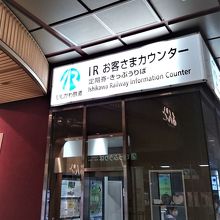 IRお客さまカウンター
定期券・きっぷうりば
Ishikawa Railway Information Counter
いしかわ鉄道